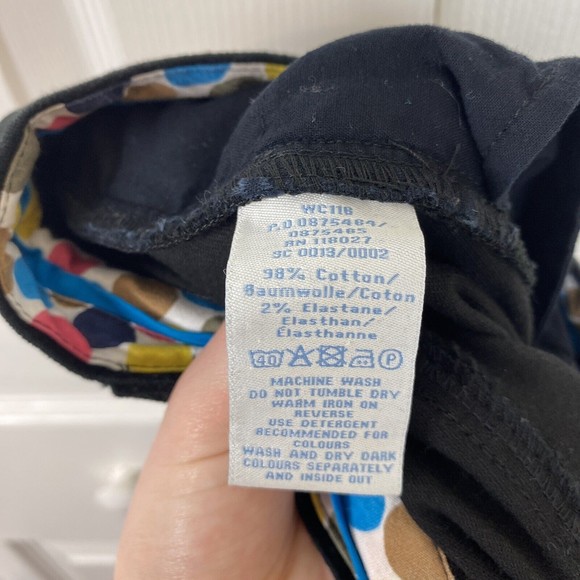 WC118
P.O 0875484/
0875485
RN 118027
SC 0013/0002
98% Cotton/
Baumwolle/Coton
2% Elastane/
Elasthan/
Elasthanne
40 P
MACHINE WASH
DO NOT TUMBLE DRY
WARM IRON ON
REVERSE
USE DETERGENT
RECOMMENDED FOR
COLOURS
WASH AND DRY DARK
COLOURS SEPARATELY
AND INSIDE OUT